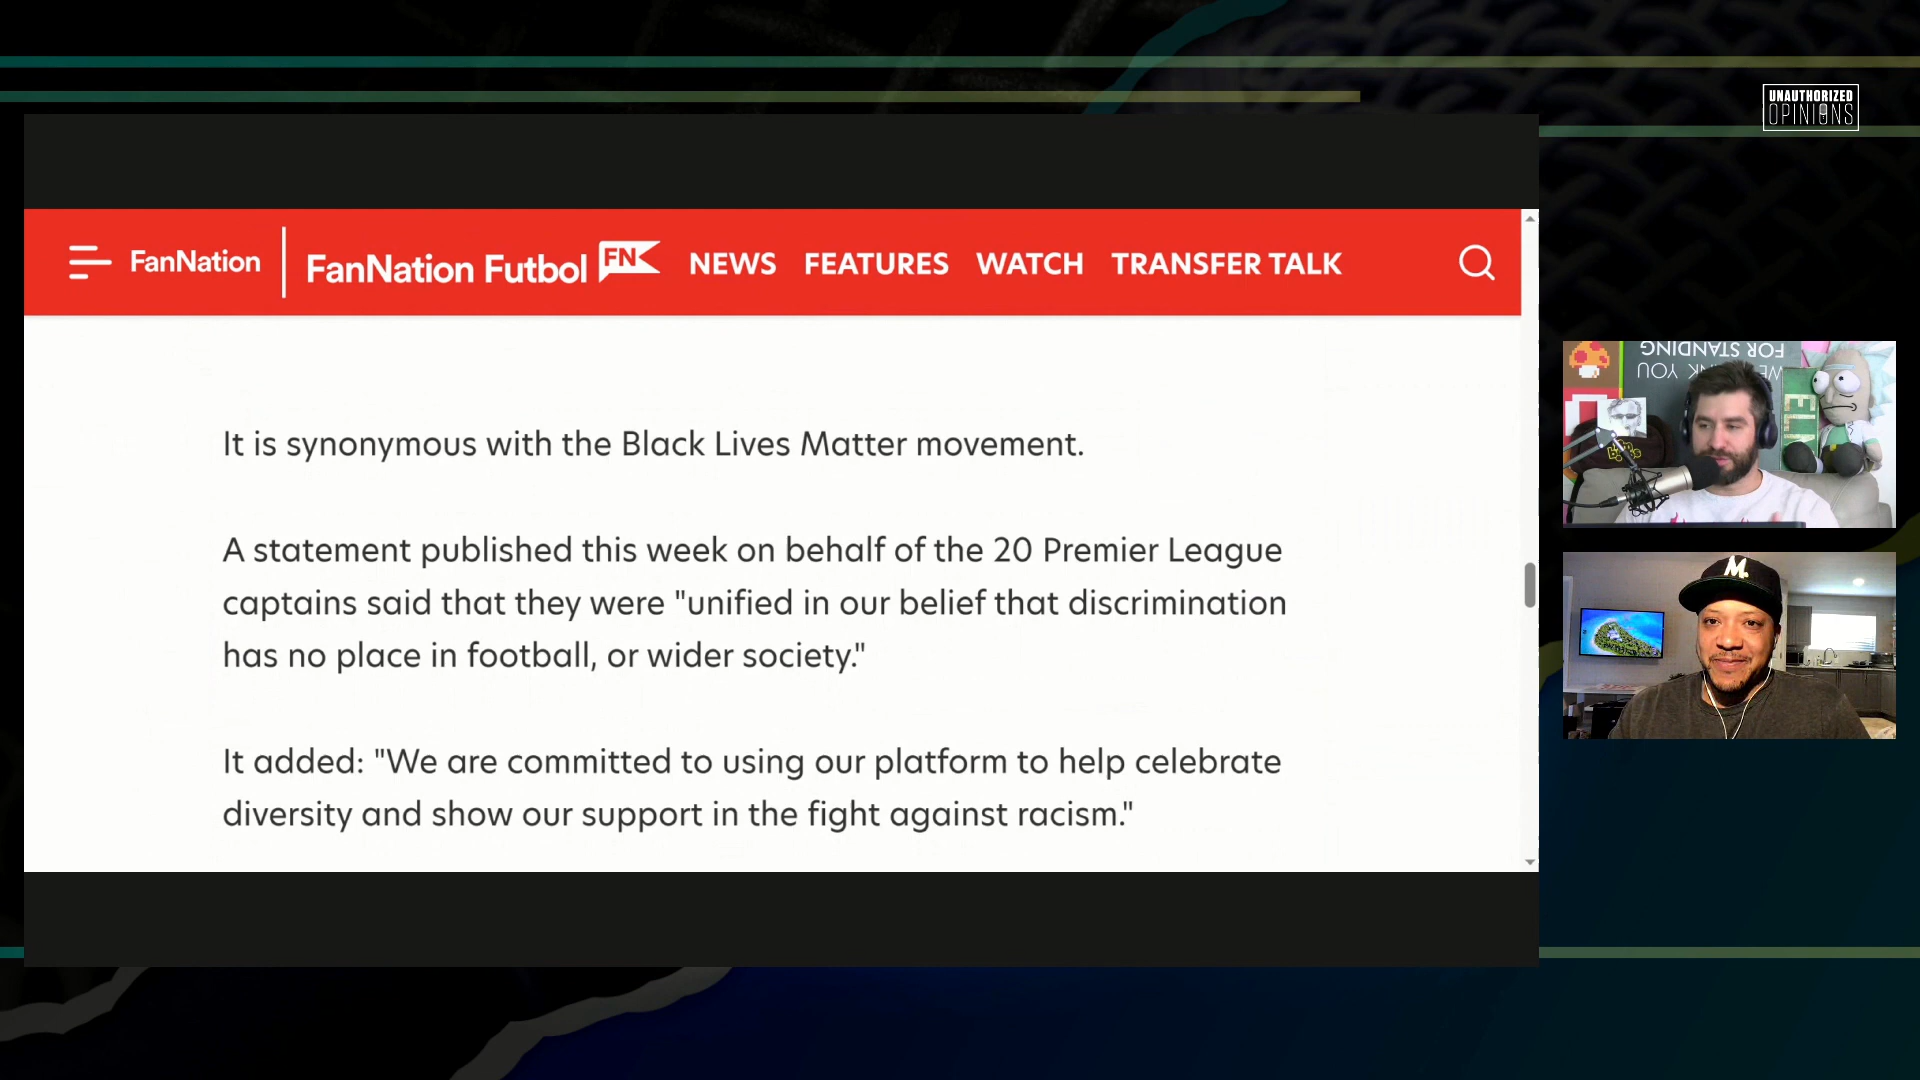 UNAUTHORIZED
OPINIONS
FanNation
FanNation Futbol
FN
NEWS
FEATURES
WATCH
TRANSFER TALK
It is synonymous with the Black Lives Matter movement.
A statement published this week on behalf of the 20 Premier League
captains said that they were "unified in our belief that discrimination
has no place in football, or wider society."
It added: "We are committed to using our platform to help celebrate
diversity and show our support in the fight against racism."
FOR STANDING
YOU
M.